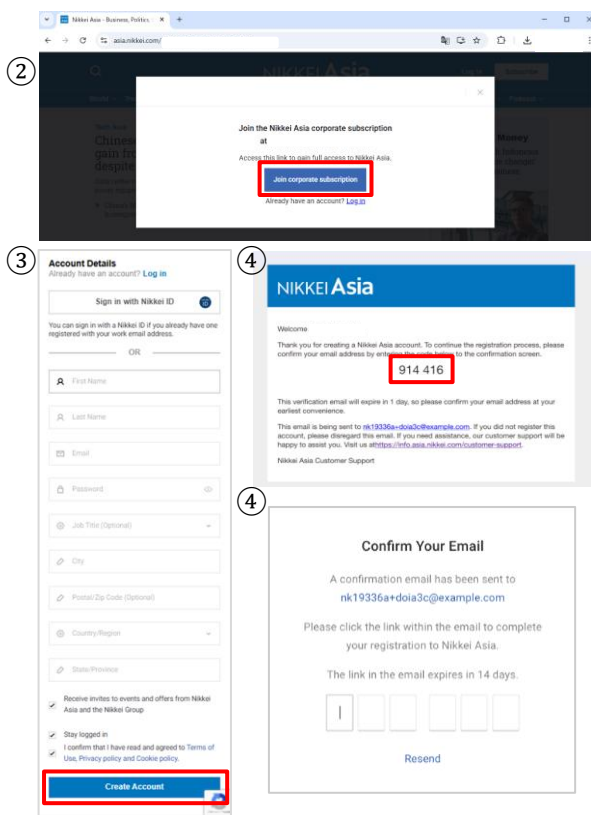 Nikkei Asia - Business, Politics,
asia.nikkei.com/
②
NIKKEI Asia
Join the Nikkei Asia corporate subscription
at
Access this link to gain full access to Nikkei Asia.
Join corporate subscription
Already have an account? Log in
Chinese
gain
despite
Money
③
Account Details
Already have an account? Log in
Sign in with Nikkei ID
You can sign in with a Nikkei ID if you already have one
registered with your work email address.
OR
First Name
Last Name
Email
Password
Job Title (Optional)
City
Postal/Zip Code (Optional)
Country/Region
State/Province
Receive invites to events and offers from Nikkei
Asia and the Nikkei Group
Stay logged in
I confirm that I have read and agreed to Terms of
Use, Privacy policy and Cookie policy.
Create Account
④
NIKKEI Asia
Welcome
Thank you for creating a Nikkei Asia account. To continue the registration process, please
confirm your email address by entering the code below to the confirmation screen.
914 416
This verification email will expire in 1 day, so please confirm your email address at your
earliest convenience.
This email is being sent to nk19336a+doia3c@example.com. If you did not register this
account, please disregard this email. If you need assistance, our customer support will be
happy to assist you. Visit us athttps://info.asia.nikkei.com/customer-support.
Nikkei Asia Customer Support
④
Confirm Your Email
A confirmation email has been sent to
nk19336a+doia3c@example.com
Please click the link within the email to complete
your registration to Nikkei Asia.
The link in the email expires in 14 days.
Resend